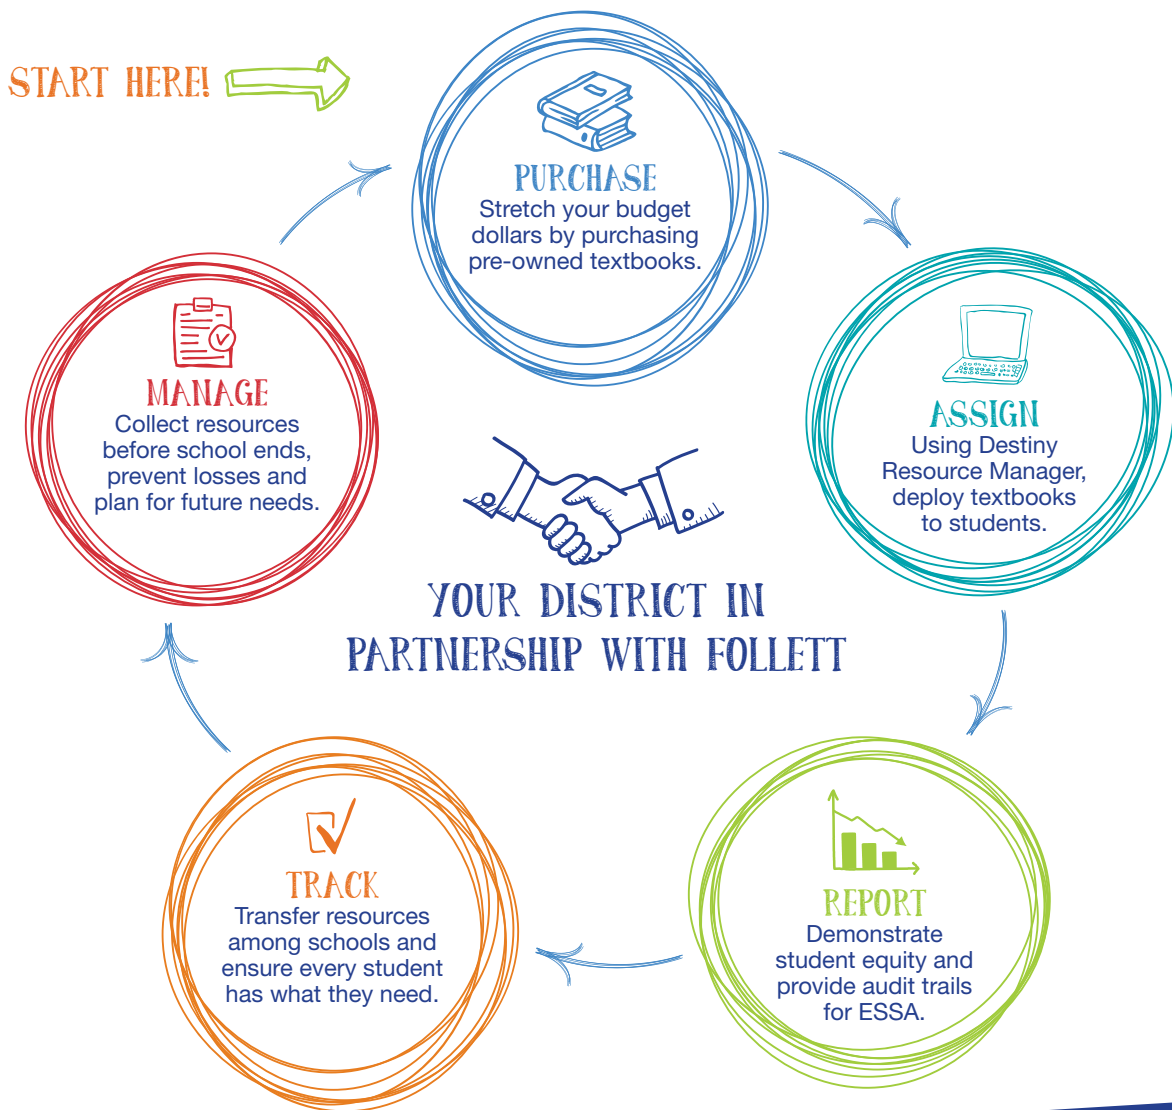 START HERE!
PURCHASE
Stretch your budget
dollars by purchasing
pre-owned textbooks.
ASSIGN
Using Destiny
Resource Manager,
deploy textbooks
to students.
REPORT
Demonstrate
student equity and
provide audit trails
for ESSA.
TRACK
Transfer resources
among schools and
ensure every student
has what they need.
MANAGE
Collect resources
before school ends,
prevent losses and
plan for future needs.
YOUR DISTRICT IN
PARTNERSHIP WITH FOLLETT